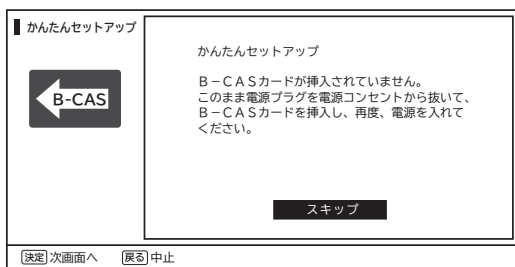 かんたんセットアップ
B-CAS
かんたんセットアップ
B－CASカードが挿入されていません。
このまま電源プラグを電源コンセントから抜いて、
B－CASカードを挿入し、再度、電源を入れて
ください。
スキップ
決定 次画面へ 戻る 中止